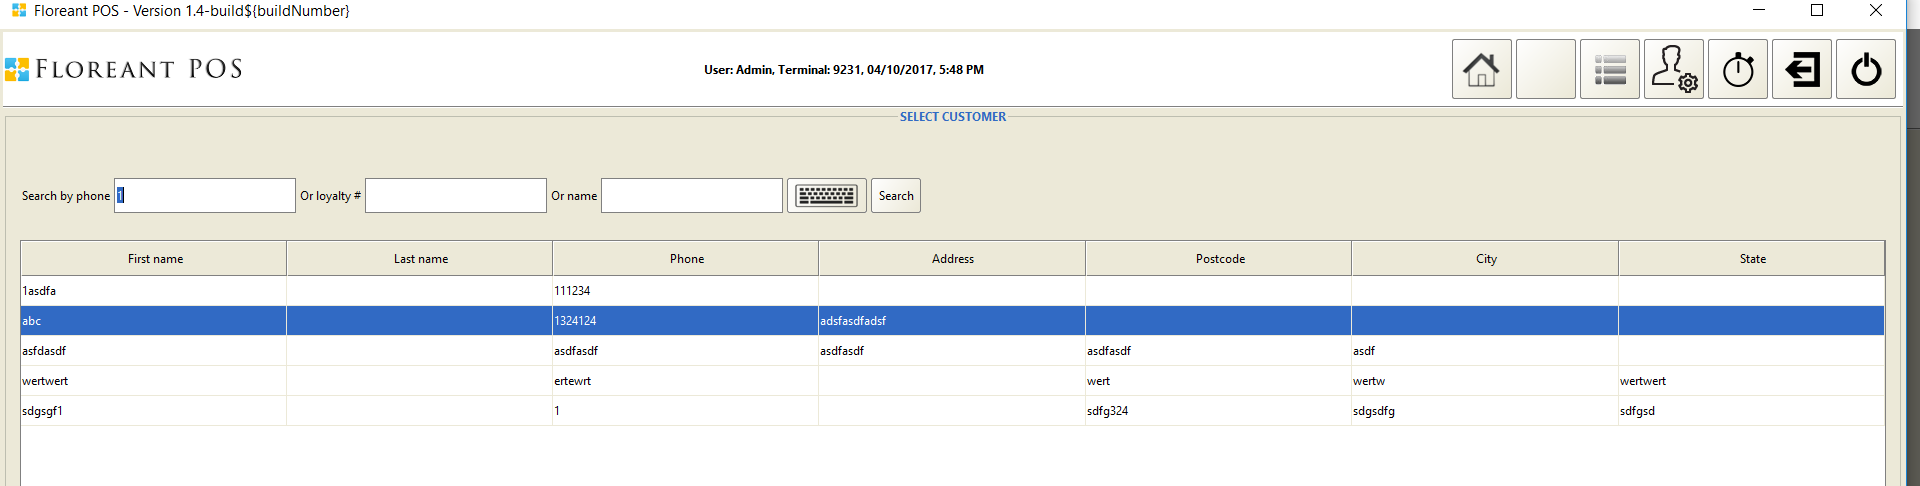 Floreant POS - Version 1.4-build${buildNumber}
FLOREANT POS
User: Admin, Terminal: 9231, 04/10/2017, 5:48 PM
SELECT CUSTOMER
Search by phone 1 Or loyalty # Or name Search
First name Last name Phone Address Postcode City State
1asdfa 111234
abc 1324124 adsfasdfadsf
asfdasdf asdfasdf asdfasdf asdfasdf asdf
wertwert ertewrt wert wertw wertwert
sdgsgf1 1 sdfg324 sdgsdfg sdfgsd